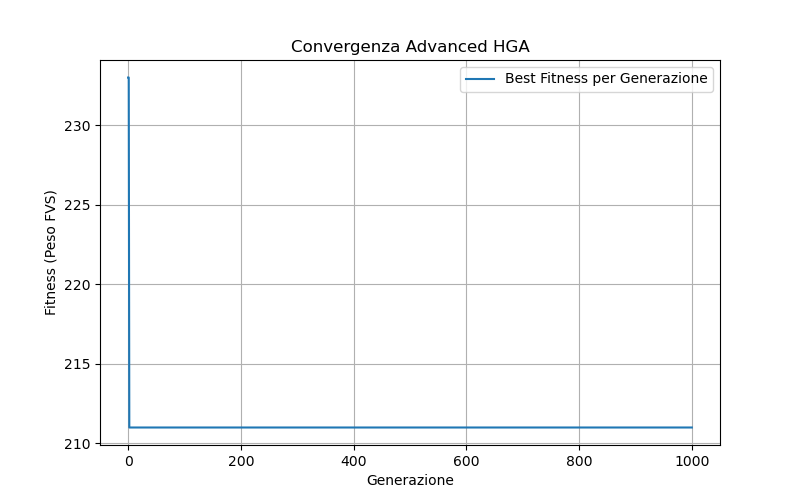 Convergenza Advanced HGA
Best Fitness per Generazione
Fitness (Peso FVS)
230
225
220
215
210
0 200 400 600 800 1000
Generazione